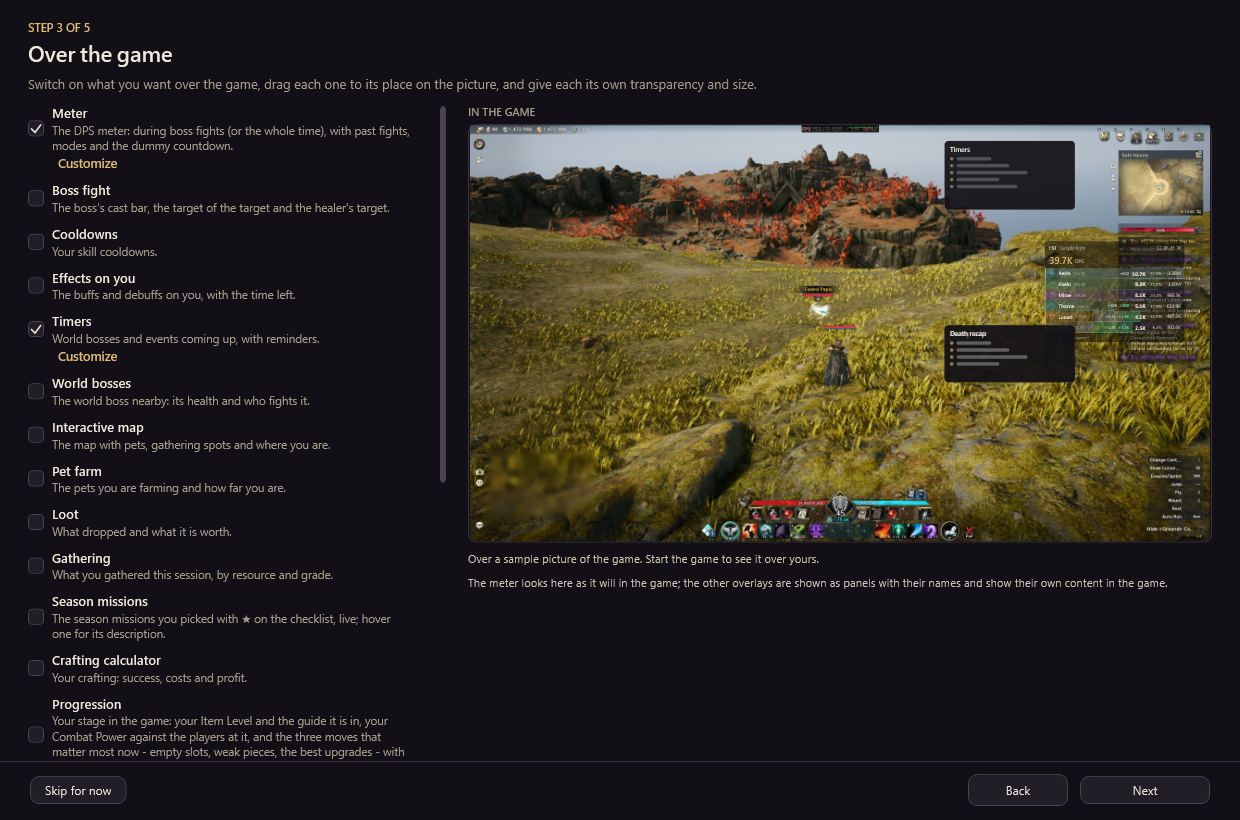 STEP 3 OF 5
Over the game
Switch on what you want over the game, drag each one to its place on the picture, and give each its own transparency and size.
Meter
The DPS meter: during boss fights (or the whole time), with past fights,
modes and the dummy countdown.
Customize
Boss fight
The boss's cast bar, the target of the target and the healer's target.
Cooldowns
Your skill cooldowns.
Effects on you
The buffs and debuffs on you, with the time left.
Timers
World bosses and events coming up, with reminders.
Customize
World bosses
The world boss nearby: its health and who fights it.
Interactive map
The map with pets, gathering spots and where you are.
Pet farm
The pets you are farming and how far you are.
Loot
What dropped and what it is worth.
Gathering
What you gathered this session, by resource and grade.
Season missions
The season missions you picked with ★ on the checklist, live; hover
one for its description.
Crafting calculator
Your crafting: success, costs and profit.
Progression
Your stage in the game: your Item Level and the guide it is in, your
Combat Power against the players at it, and the three moves that
matter most now - empty slots, weak pieces, the best upgrades - with
IN THE GAME
Timers
39.7K DPS
10.7K
9.2K
8.1K
5.1K
4.1K
2.5K
Death recap
45
Over a sample picture of the game. Start the game to see it over yours.
The meter looks here as it will in the game; the other overlays are shown as panels with their names and show their own content in the game.
Skip for now
Back
Next